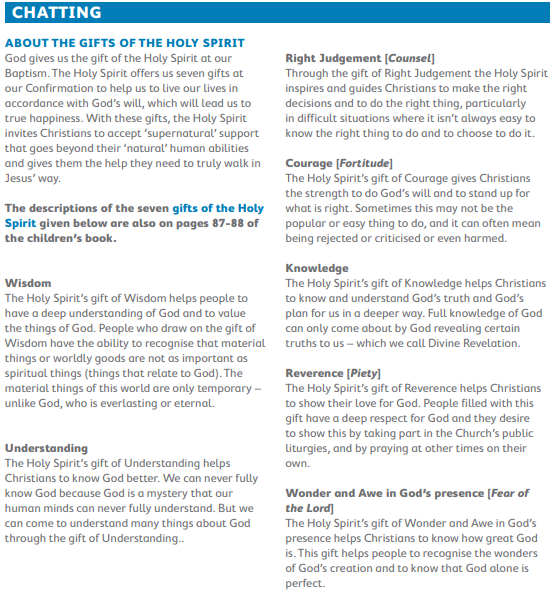 CHATTING
ABOUT THE GIFTS OF THE HOLY SPIRIT
God gives us the gift of the Holy Spirit at our
Baptism. The Holy Spirit offers us seven gifts at
our Confirmation to help us to live our lives in
accordance with God's will, which will lead us to
true happiness. With these gifts, the Holy Spirit
invites Christians to accept 'supernatural' support
that goes beyond their 'natural' human abilities
and gives them the help they need to truly walk in
Jesus' way.
The descriptions of the seven gifts of the Holy
Spirit given below are also on pages 87-88 of
the children's book.
Wisdom
The Holy Spirit's gift of Wisdom helps people to
have a deep understanding of God and to value
the things of God. People who draw on the gift of
Wisdom have the ability to recognise that material
things or worldly goods are not as important as
spiritual things (things that relate to God). The
material things of this world are only temporary –
unlike God, who is everlasting or eternal.
Understanding
The Holy Spirit's gift of Understanding helps
Christians to know God better. We can never fully
know God because God is a mystery that our
human minds can never fully understand. But we
can come to understand many things about God
through the gift of Understanding..
Right Judgement [Counsel]
Through the gift of Right Judgement the Holy Spirit
inspires and guides Christians to make the right
decisions and to do the right thing, particularly
in difficult situations where it isn't always easy to
know the right thing to do and to choose to do it.
Courage [Fortitude]
The Holy Spirit's gift of Courage gives Christians
the strength to do God's will and to stand up for
what is right. Sometimes this may not be the
popular or easy thing to do, and it can often mean
being rejected or criticised or even harmed.
Knowledge
The Holy Spirit's gift of Knowledge helps Christians
to know and understand God's truth and God's
plan for us in a deeper way. Full knowledge of God
can only come about by God revealing certain
truths to us – which we call Divine Revelation.
Reverence [Piety]
The Holy Spirit's gift of Reverence helps Christians
to show their love for God. People filled with this
gift have a deep respect for God and they desire
to show this by taking part in the Church's public
liturgies, and by praying at other times on their
own.
Wonder and Awe in God's presence [Fear of
the Lord]
The Holy Spirit's gift of Wonder and Awe in God's
presence helps Christians to know how great God
is. This gift helps people to recognise the wonders
of God's creation and to know that God alone is
perfect.